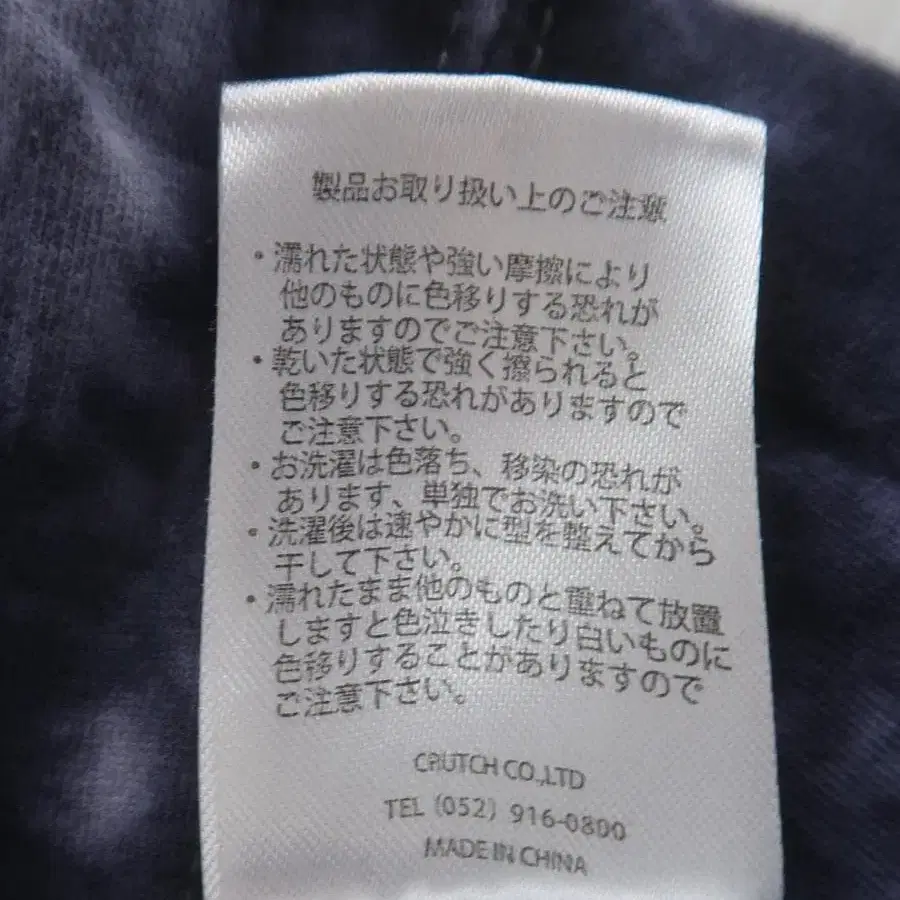 製品お取り扱い上のご注意
・濡れた状態や強い摩擦により
他のものに色移りする恐れが
ありますのでご注意下さい。
・乾いた状態で強く擦られると
色移りする恐れがありますので
ご注意下さい。
・お洗濯は色落ち、移染の恐れが
あります、単独でお洗い下さい。
・洗濯後は速やかに型を整えてから
干して下さい。
・濡れたまま他のものと重ねて放置
しますと色泣きしたり白いものに
色移りすることがありますので
ご注意下さい。
CRUTCH CO.,LTD
TEL (052) 916-0800
MADE IN CHINA